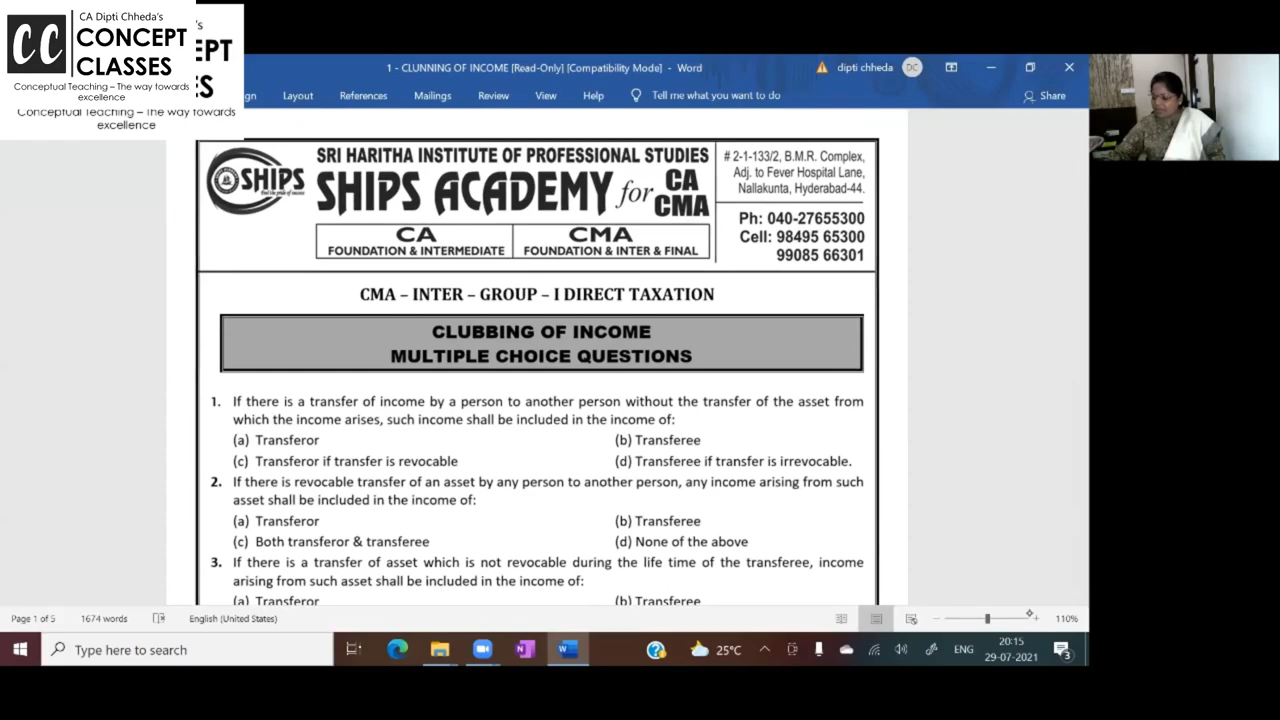 CA Dipti Chheda's
CONCEPT
CLASSES
Conceptual Teaching – The way towards
excellence
's
EPT
S
Conceptual Teaching – The way towards
excellence
1 - CLUNNING OF INCOME [Read-Only] [Compatibility Mode] - Word
dipti chheda
DC
gn
Layout
References
Mailings
Review
View
Help
Tell me what you want to do
Share
SHIPS
SRI HARITHA INSTITUTE OF PROFESSIONAL STUDIES
SHIPS ACADEMY for CA CMA
CA
FOUNDATION & INTERMEDIATE
CMA
FOUNDATION & INTER & FINAL
# 2-1-133/2, B.M.R. Complex,
Adj. to Fever Hospital Lane,
Nallakunta, Hyderabad-44.
Ph: 040-27655300
Cell: 98495 65300
99085 66301
CMA – INTER – GROUP – I DIRECT TAXATION
CLUBBING OF INCOME
MULTIPLE CHOICE QUESTIONS
1. If there is a transfer of income by a person to another person without the transfer of the asset from
which the income arises, such income shall be included in the income of:
(a) Transferor (b) Transferee
(c) Transferor if transfer is revocable (d) Transferee if transfer is irrevocable.
2. If there is revocable transfer of an asset by any person to another person, any income arising from such
asset shall be included in the income of:
(a) Transferor (b) Transferee
(c) Both transferor & transferee (d) None of the above
3. If there is a transfer of asset which is not revocable during the life time of the transferee, income
arising from such asset shall be included in the income of:
(a) Transferor (b) Transferee
Page 1 of 5
1674 words
English (United States)
110%
Type here to search
25°C
ENG
20:15
29-07-2021
3